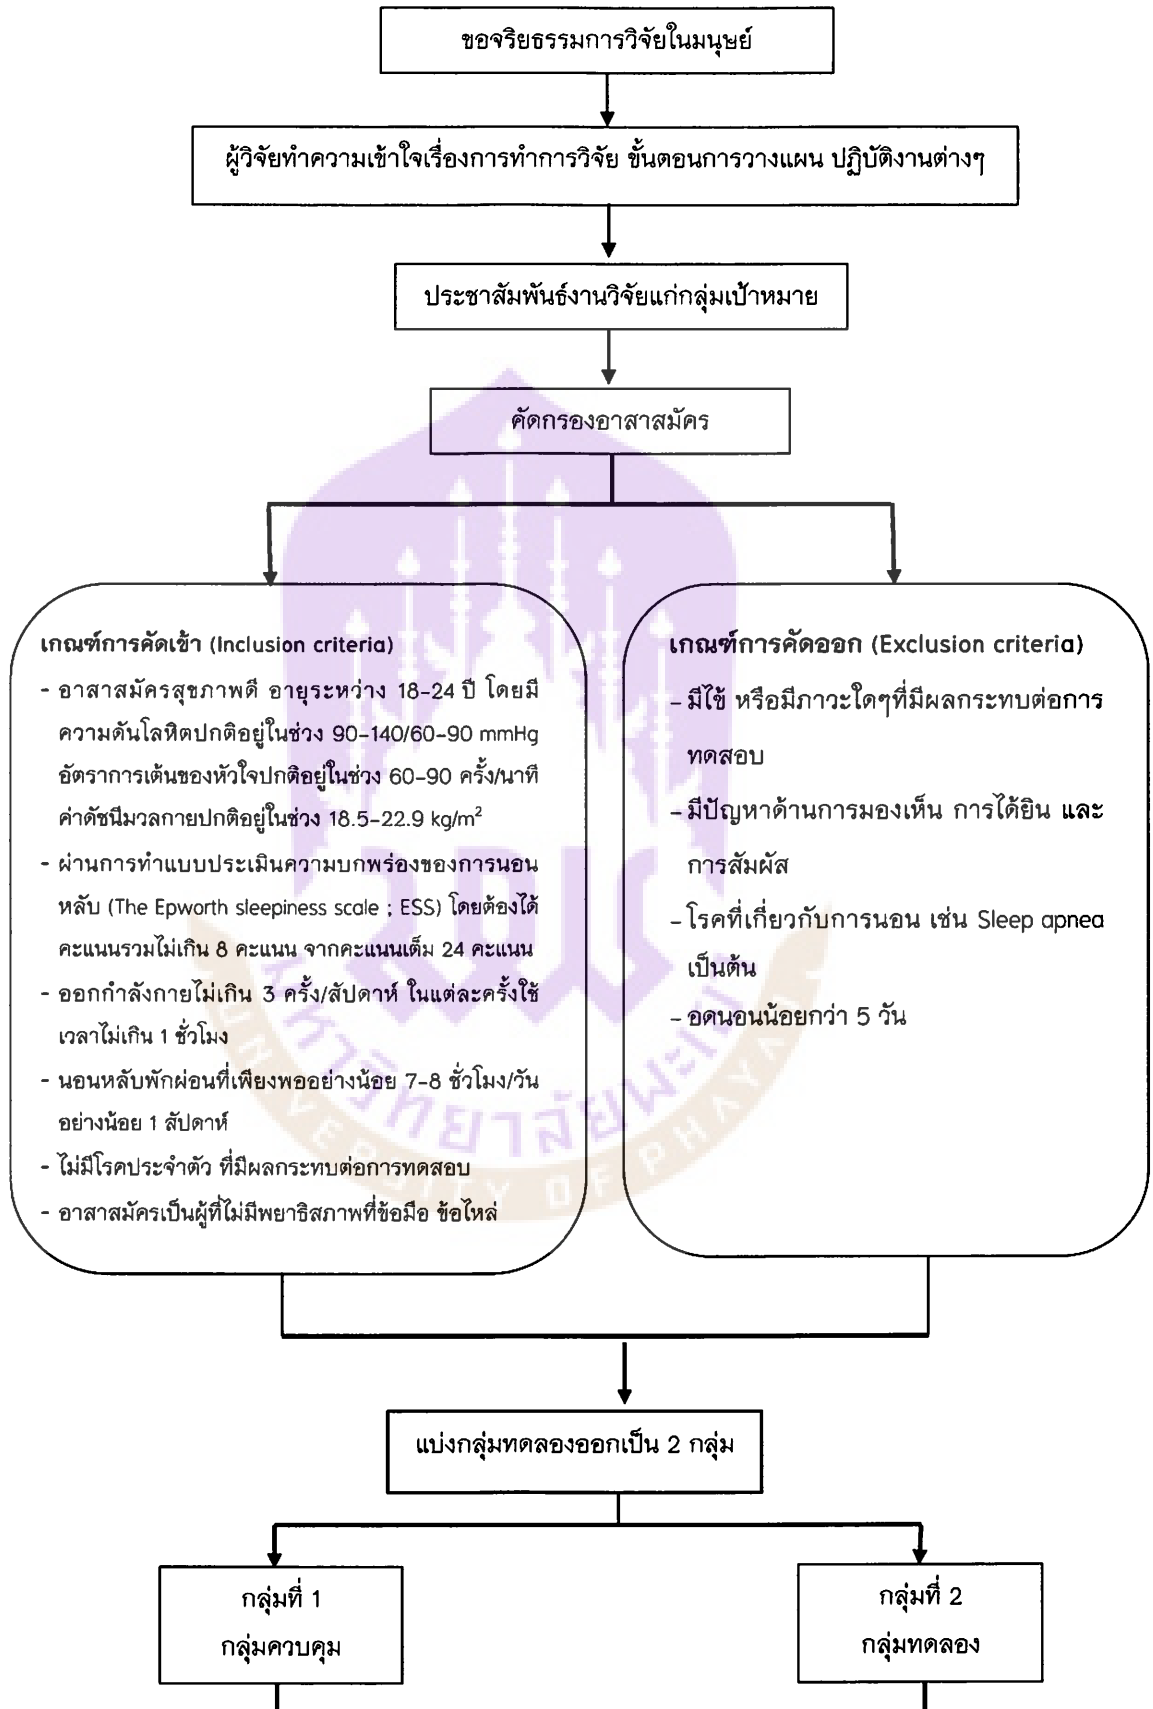 ขอจริยธรรมการวิจัยในมนุษย์
ผู้วิจัยทำความเข้าใจเรื่องการทำการวิจัย ขั้นตอนการวางแผน ปฏิบัติงานต่างๆ
ประชาสัมพันธ์งานวิจัยแก่กลุ่มเป้าหมาย
คัดกรองอาสาสมัคร
เกณฑ์การคัดเข้า (Inclusion criteria)
- อาสาสมัครสุขภาพดี อายุระหว่าง 18-24 ปี โดยมี
ความดันโลหิตปกติอยู่ในช่วง 90-140/60-90 mmHg
อัตราการเต้นของหัวใจปกติอยู่ในช่วง 60-90 ครั้ง/นาที
ค่าดัชนีมวลกายปกติอยู่ในช่วง 18.5-22.9 kg/m²
- ผ่านการทำแบบประเมินความบกพร่องของการนอน
หลับ (The Epworth sleepiness scale ; ESS) โดยต้องได้
คะแนนรวมไม่เกิน 8 คะแนน จากคะแนนเต็ม 24 คะแนน
- ออกกำลังกายไม่เกิน 3 ครั้ง/สัปดาห์ ในแต่ละครั้งใช้
เวลาไม่เกิน 1 ชั่วโมง
- นอนหลับพักผ่อนที่เพียงพออย่างน้อย 7-8 ชั่วโมง/วัน
อย่างน้อย 1 สัปดาห์
- ไม่มีโรคประจำตัว ที่มีผลกระทบต่อการทดสอบ
- อาสาสมัครเป็นผู้ที่ไม่มีพยาธิสภาพที่ข้อมือ ข้อไหล่
เกณฑ์การคัดออก (Exclusion criteria)
- มีไข้ หรือมีภาวะใดๆที่มีผลกระทบต่อการ
ทดสอบ
- มีปัญหาด้านการมองเห็น การได้ยิน และ
การสัมผัส
- โรคที่เกี่ยวกับการนอน เช่น Sleep apnea
เป็นต้น
- อดนอนน้อยกว่า 5 วัน
มหาวิทยาลัยพะเยา
UNIVERSITY OF PHAYAO
แบ่งกลุ่มทดลองออกเป็น 2 กลุ่ม
กลุ่มที่ 1
กลุ่มควบคุม
กลุ่มที่ 2
กลุ่มทดลอง